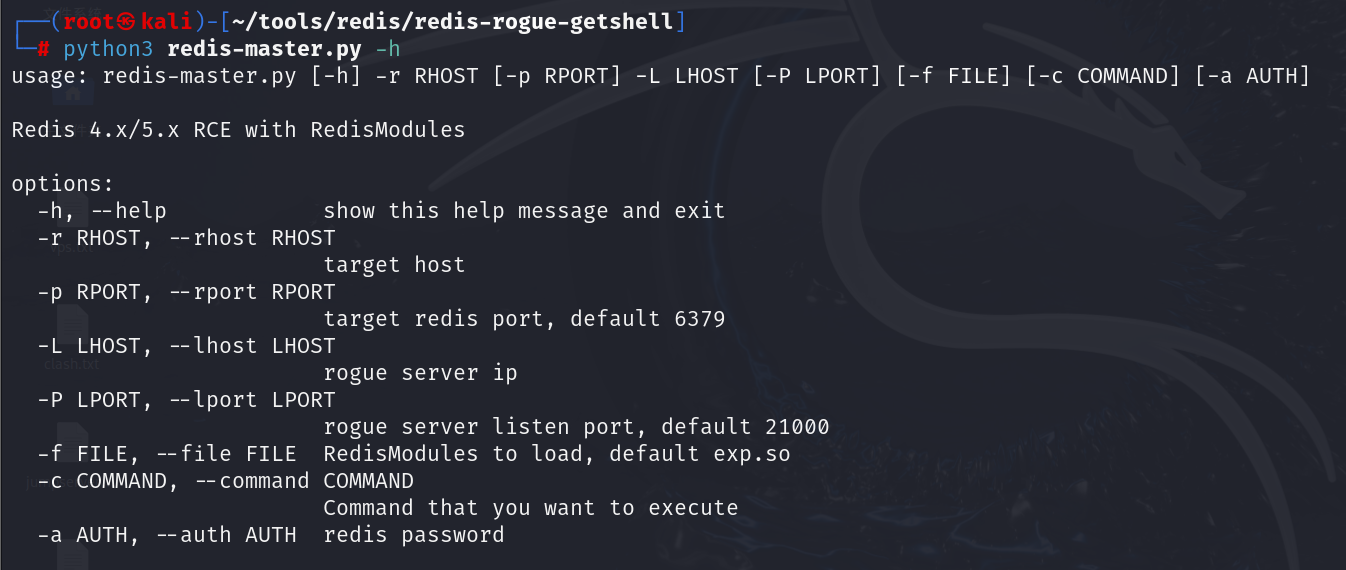 ┌──(root㉿kali)-[~/tools/redis/redis-rogue-getshell]
└─# python3 redis-master.py -h
usage: redis-master.py [-h] -r RHOST [-p RPORT] -L LHOST [-P LPORT] [-f FILE] [-c COMMAND] [-a AUTH]
Redis 4.x/5.x RCE with RedisModules
options:
-h, --help show this help message and exit
-r RHOST, --rhost RHOST
target host
-p RPORT, --rport RPORT
target redis port, default 6379
-L LHOST, --lhost LHOST
rogue server ip
-P LPORT, --lport LPORT
rogue server listen port, default 21000
-f FILE, --file FILE RedisModules to load, default exp.so
-c COMMAND, --command COMMAND
Command that you want to execute
-a AUTH, --auth AUTH redis password